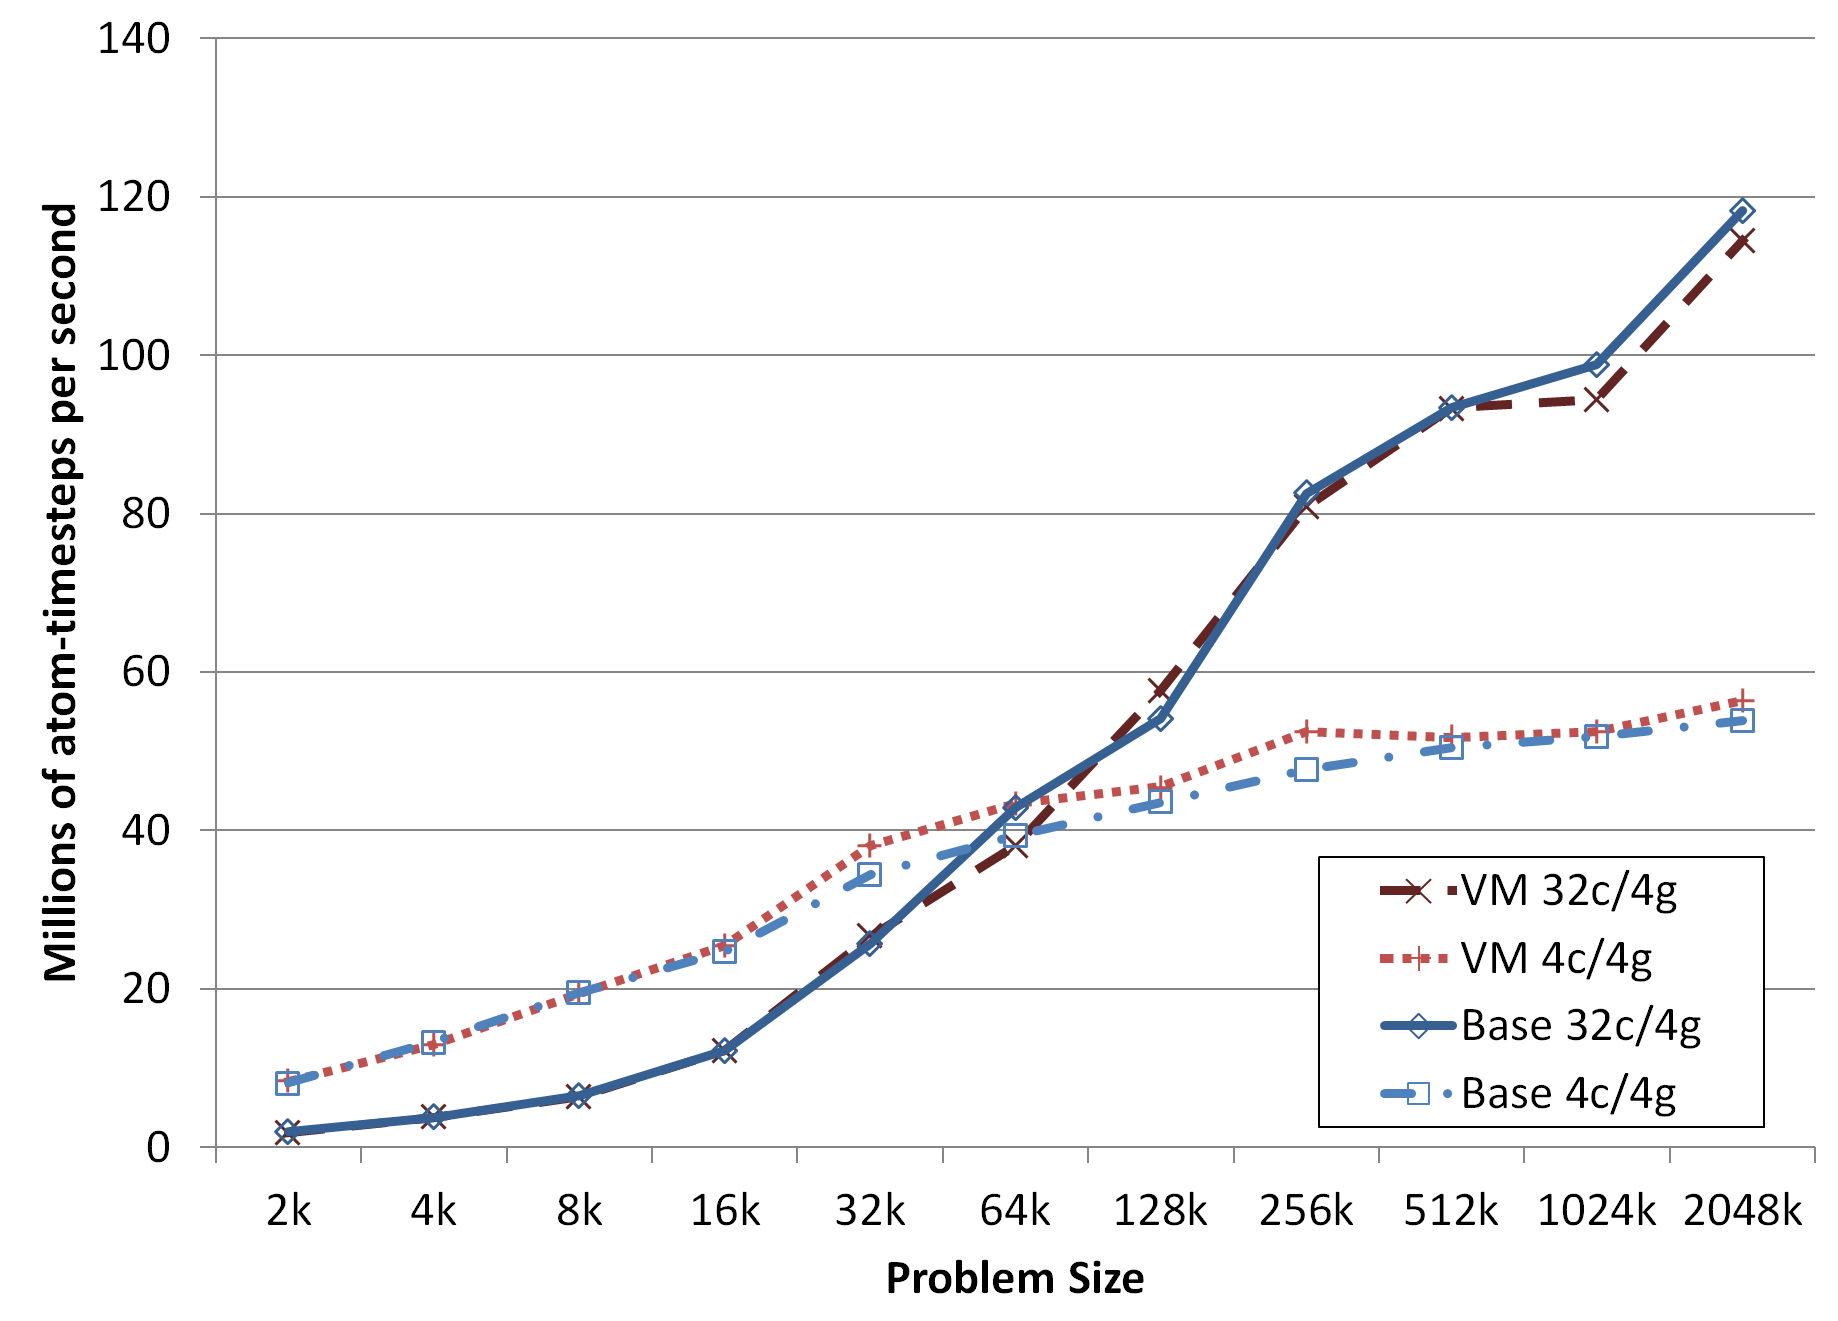 140
120
100
80
60
40
20
0
Millions of atom-timesteps per second
VM 32c/4g
VM 4c/4g
Base 32c/4g
Base 4c/4g
2k 4k 8k 16k 32k 64k 128k 256k 512k 1024k 2048k
Problem Size